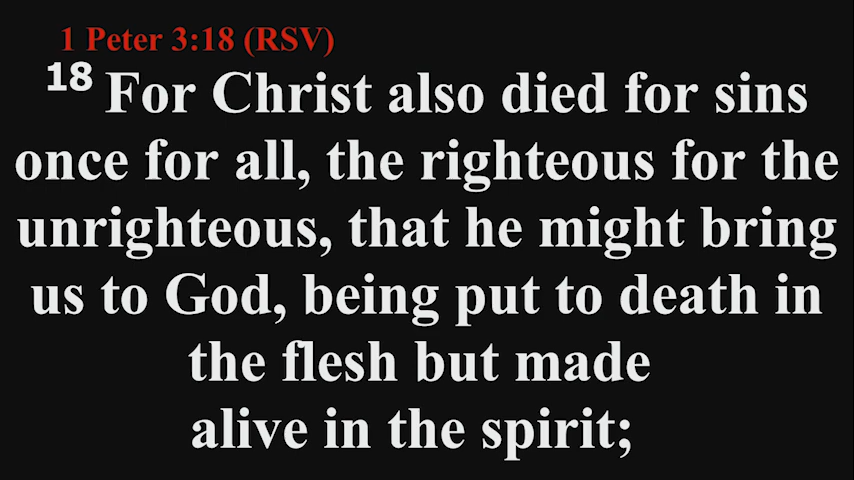 1 Peter 3:18 (RSV)
18 For Christ also died for sins
once for all, the righteous for the
unrighteous, that he might bring
us to God, being put to death in
the flesh but made
alive in the spirit;